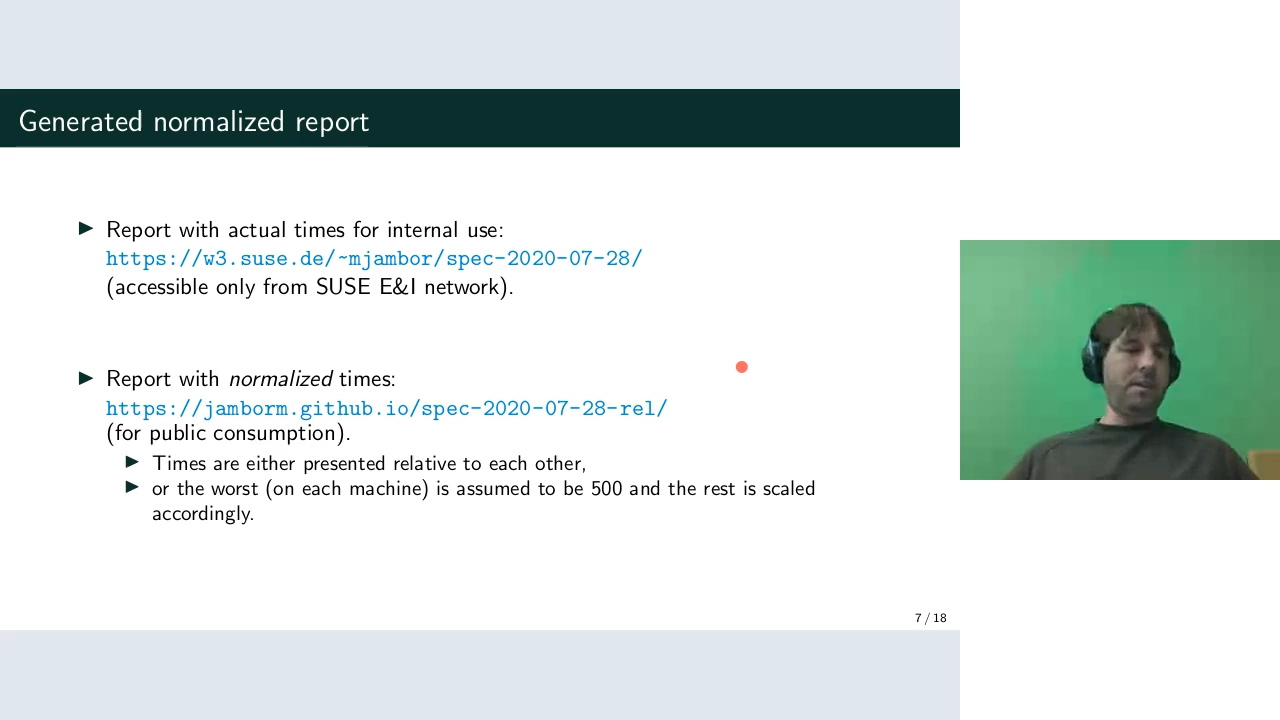 Generated normalized report
▶ Report with actual times for internal use:
https://w3.suse.de/~mjambor/spec-2020-07-28/
(accessible only from SUSE E&I network).
▶ Report with normalized times:
https://jamborm.github.io/spec-2020-07-28-rel/
(for public consumption).
▶ Times are either presented relative to each other,
▶ or the worst (on each machine) is assumed to be 500 and the rest is scaled
accordingly.
7 / 18